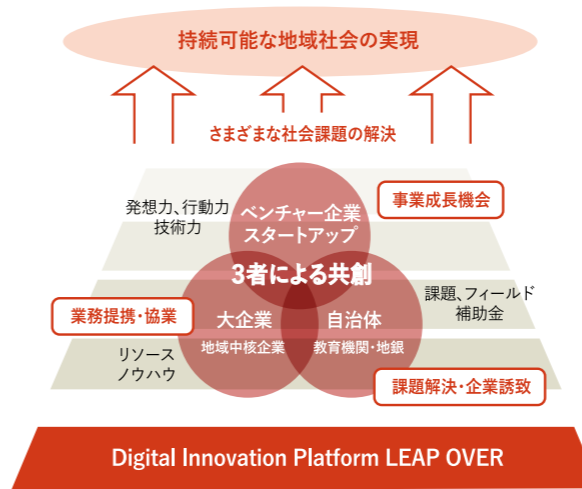 持続可能な地域社会の実現
さまざまな社会課題の解決
発想力、行動力
技術力
ベンチャー企業
スタートアップ
事業成長機会
3者による共創
課題、フィールド
補助金
業務提携・協業
大企業
地域中核企業
自治体
教育機関・地銀
リソース
ノウハウ
課題解決・企業誘致
Digital Innovation Platform LEAP OVER